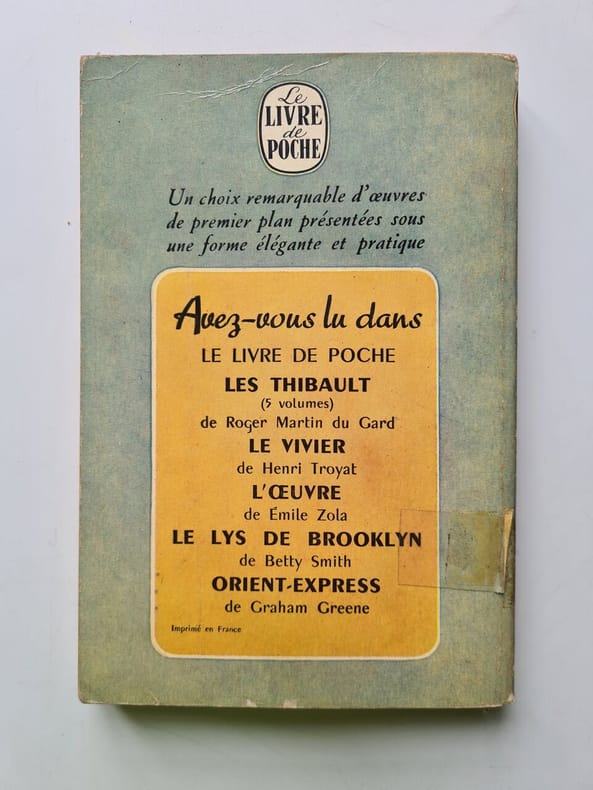 Le
LIVRE
de
POCHE
Un choix remarquable d'œuvres
de premier plan présentées sous
une forme élégante et pratique
Avez-vous lu dans
LE LIVRE DE POCHE
LES THIBAULT
(5 volumes)
de Roger Martin du Gard
LE VIVIER
de Henri Troyat
L'ŒUVRE
de Émile Zola
LE LYS DE BROOKLYN
de Betty Smith
ORIENT-EXPRESS
de Graham Greene
Imprimé en France